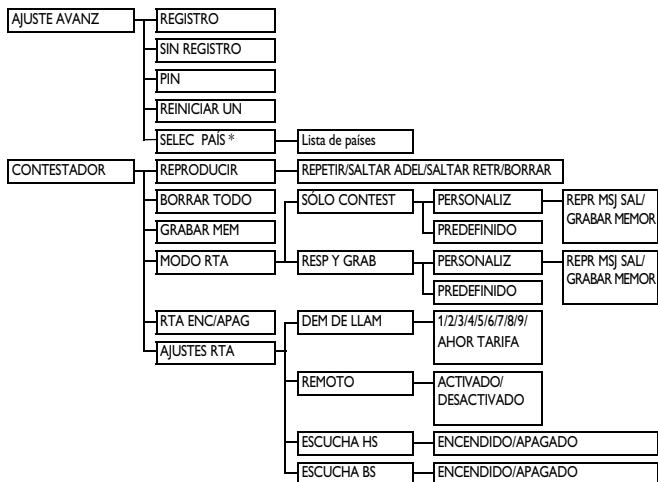 AJUSTE AVANZ
REGISTRO
SIN REGISTRO
PIN
REINICIAR UN
SELEC PAÍS *
Lista de países
CONTESTADOR
REPRODUCIR
REPETIR/SALTAR ADEL/SALTAR RETR/BORRAR
BORRAR TODO
GRABAR MEM
MODO RTA
SÓLO CONTEST
PERSONALIZ
REPR MSJ SAL/
GRABAR MEMOR
PREDEFINIDO
RESP Y GRAB
PERSONALIZ
REPR MSJ SAL/
GRABAR MEMOR
PREDEFINIDO
RTA ENC/APAG
AJUSTES RTA
DEM DE LLAM
1/2/3/4/5/6/7/8/9/
AHOR TARIFA
REMOTO
ACTIVADO/
DESACTIVADO
ESCUCHA HS
ENCENDIDO/APAGADO
ESCUCHA BS
ENCENDIDO/APAGADO